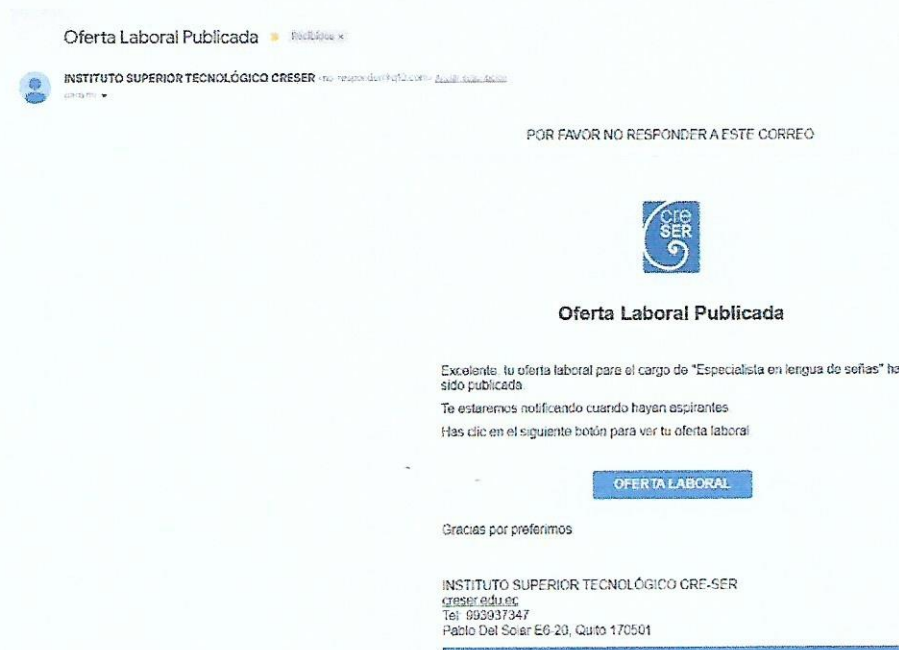 Oferta Laboral Publicada Recibidos x
INSTITUTO SUPERIOR TECNOLÓGICO CRESER
POR FAVOR NO RESPONDER A ESTE CORREO
cre
SER
Oferta Laboral Publicada
Excelente, tu oferta laboral para el cargo de "Especialista en lengua de señas" ha
sido publicada.
Te estaremos notificando cuando hayan aspirantes
Has clic en el siguiente botón para ver tu oferta laboral
OFERTA LABORAL
Gracias por preferirnos
INSTITUTO SUPERIOR TECNOLÓGICO CRE-SER
creser.edu.ec
Tel: 993937347
Pablo Del Solar E6-20, Quito 170501